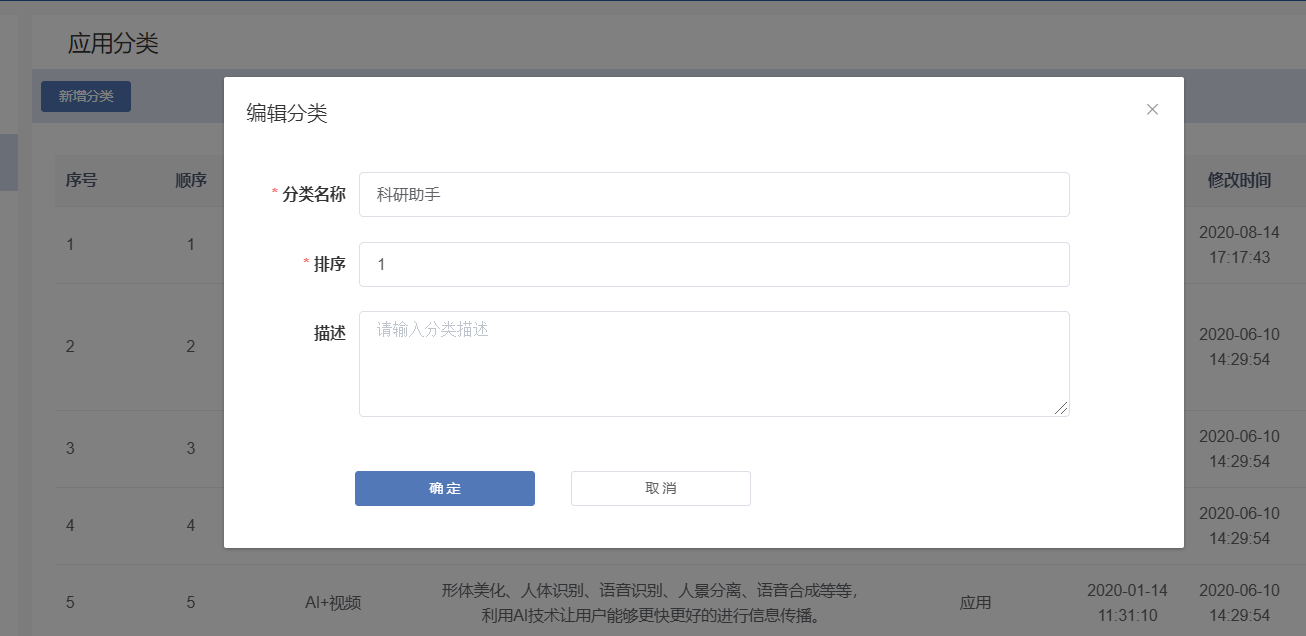 应用分类
新增分类
编辑分类
序号
顺序
修改时间
* 分类名称
科研助手
1
1
2020-08-14
17:17:43
* 排序
1
描述
请输入分类描述
2
2
2020-06-10
14:29:54
3
3
2020-06-10
14:29:54
确定
取消
4
4
2020-06-10
14:29:54
5
5
AI+视频
形体美化、人体识别、语音识别、人景分离、语音合成等等，
利用AI技术让用户能够更快更好的进行信息传播。
应用
2020-01-14
11:31:10
2020-06-10
14:29:54